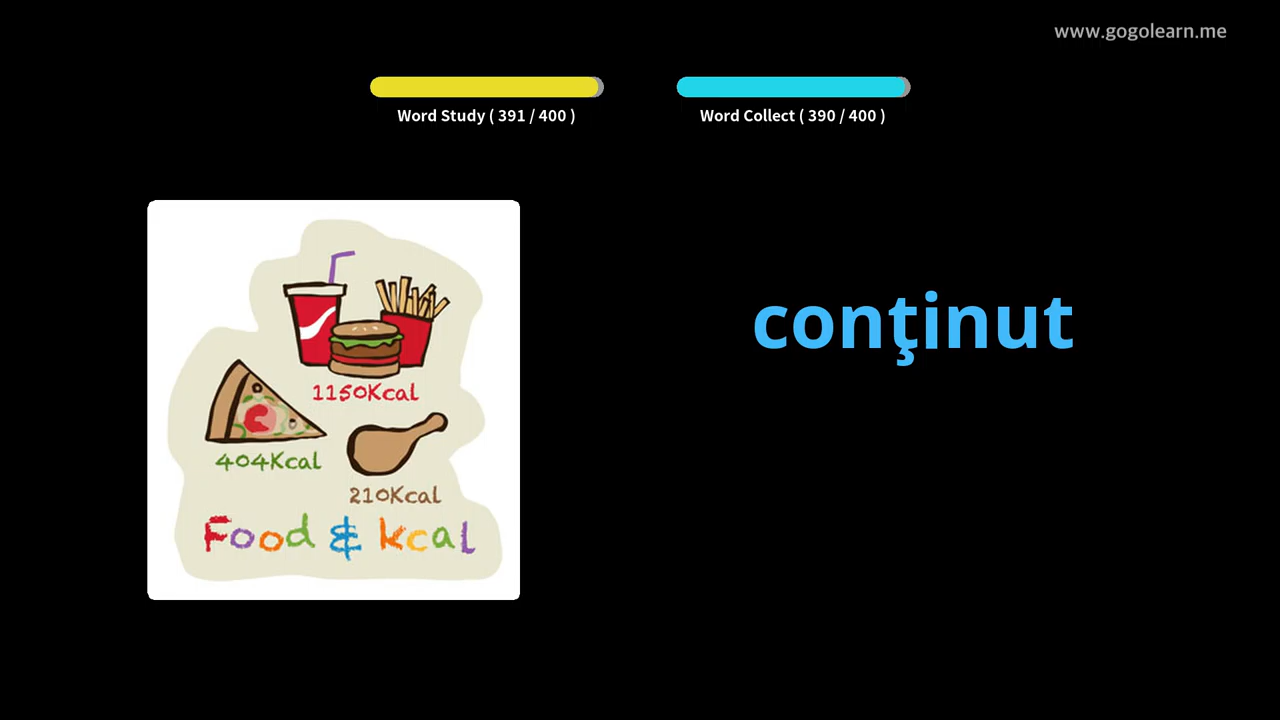 www.gogolearn.me
Word Study ( 391 / 400 )
Word Collect ( 390 / 400 )
1150Kcal
404Kcal
210Kcal
Food & kcal
conţinut